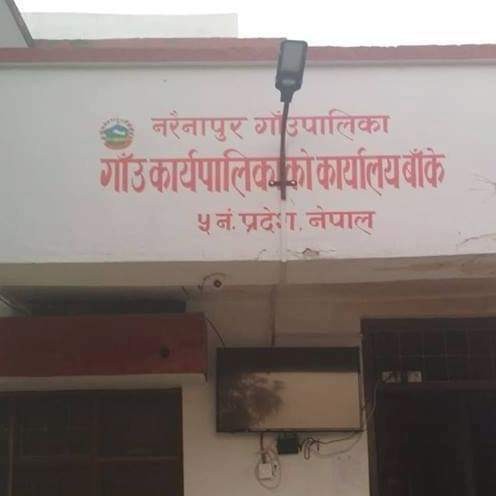 नरैनापुर गाँउपालिका
गाँउ कार्यपालिकाको कार्यालय बाँके
५ नं. प्रदेश, नेपाल